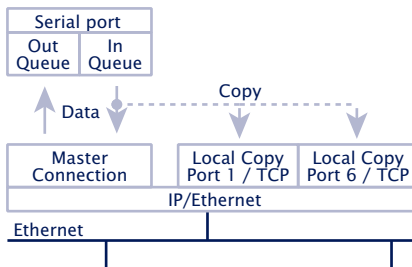 Serial port
Out In
Queue Queue
Copy
Data
Master Local Copy Local Copy
Connection Port 1 / TCP Port 6 / TCP
IP/Ethernet
Ethernet